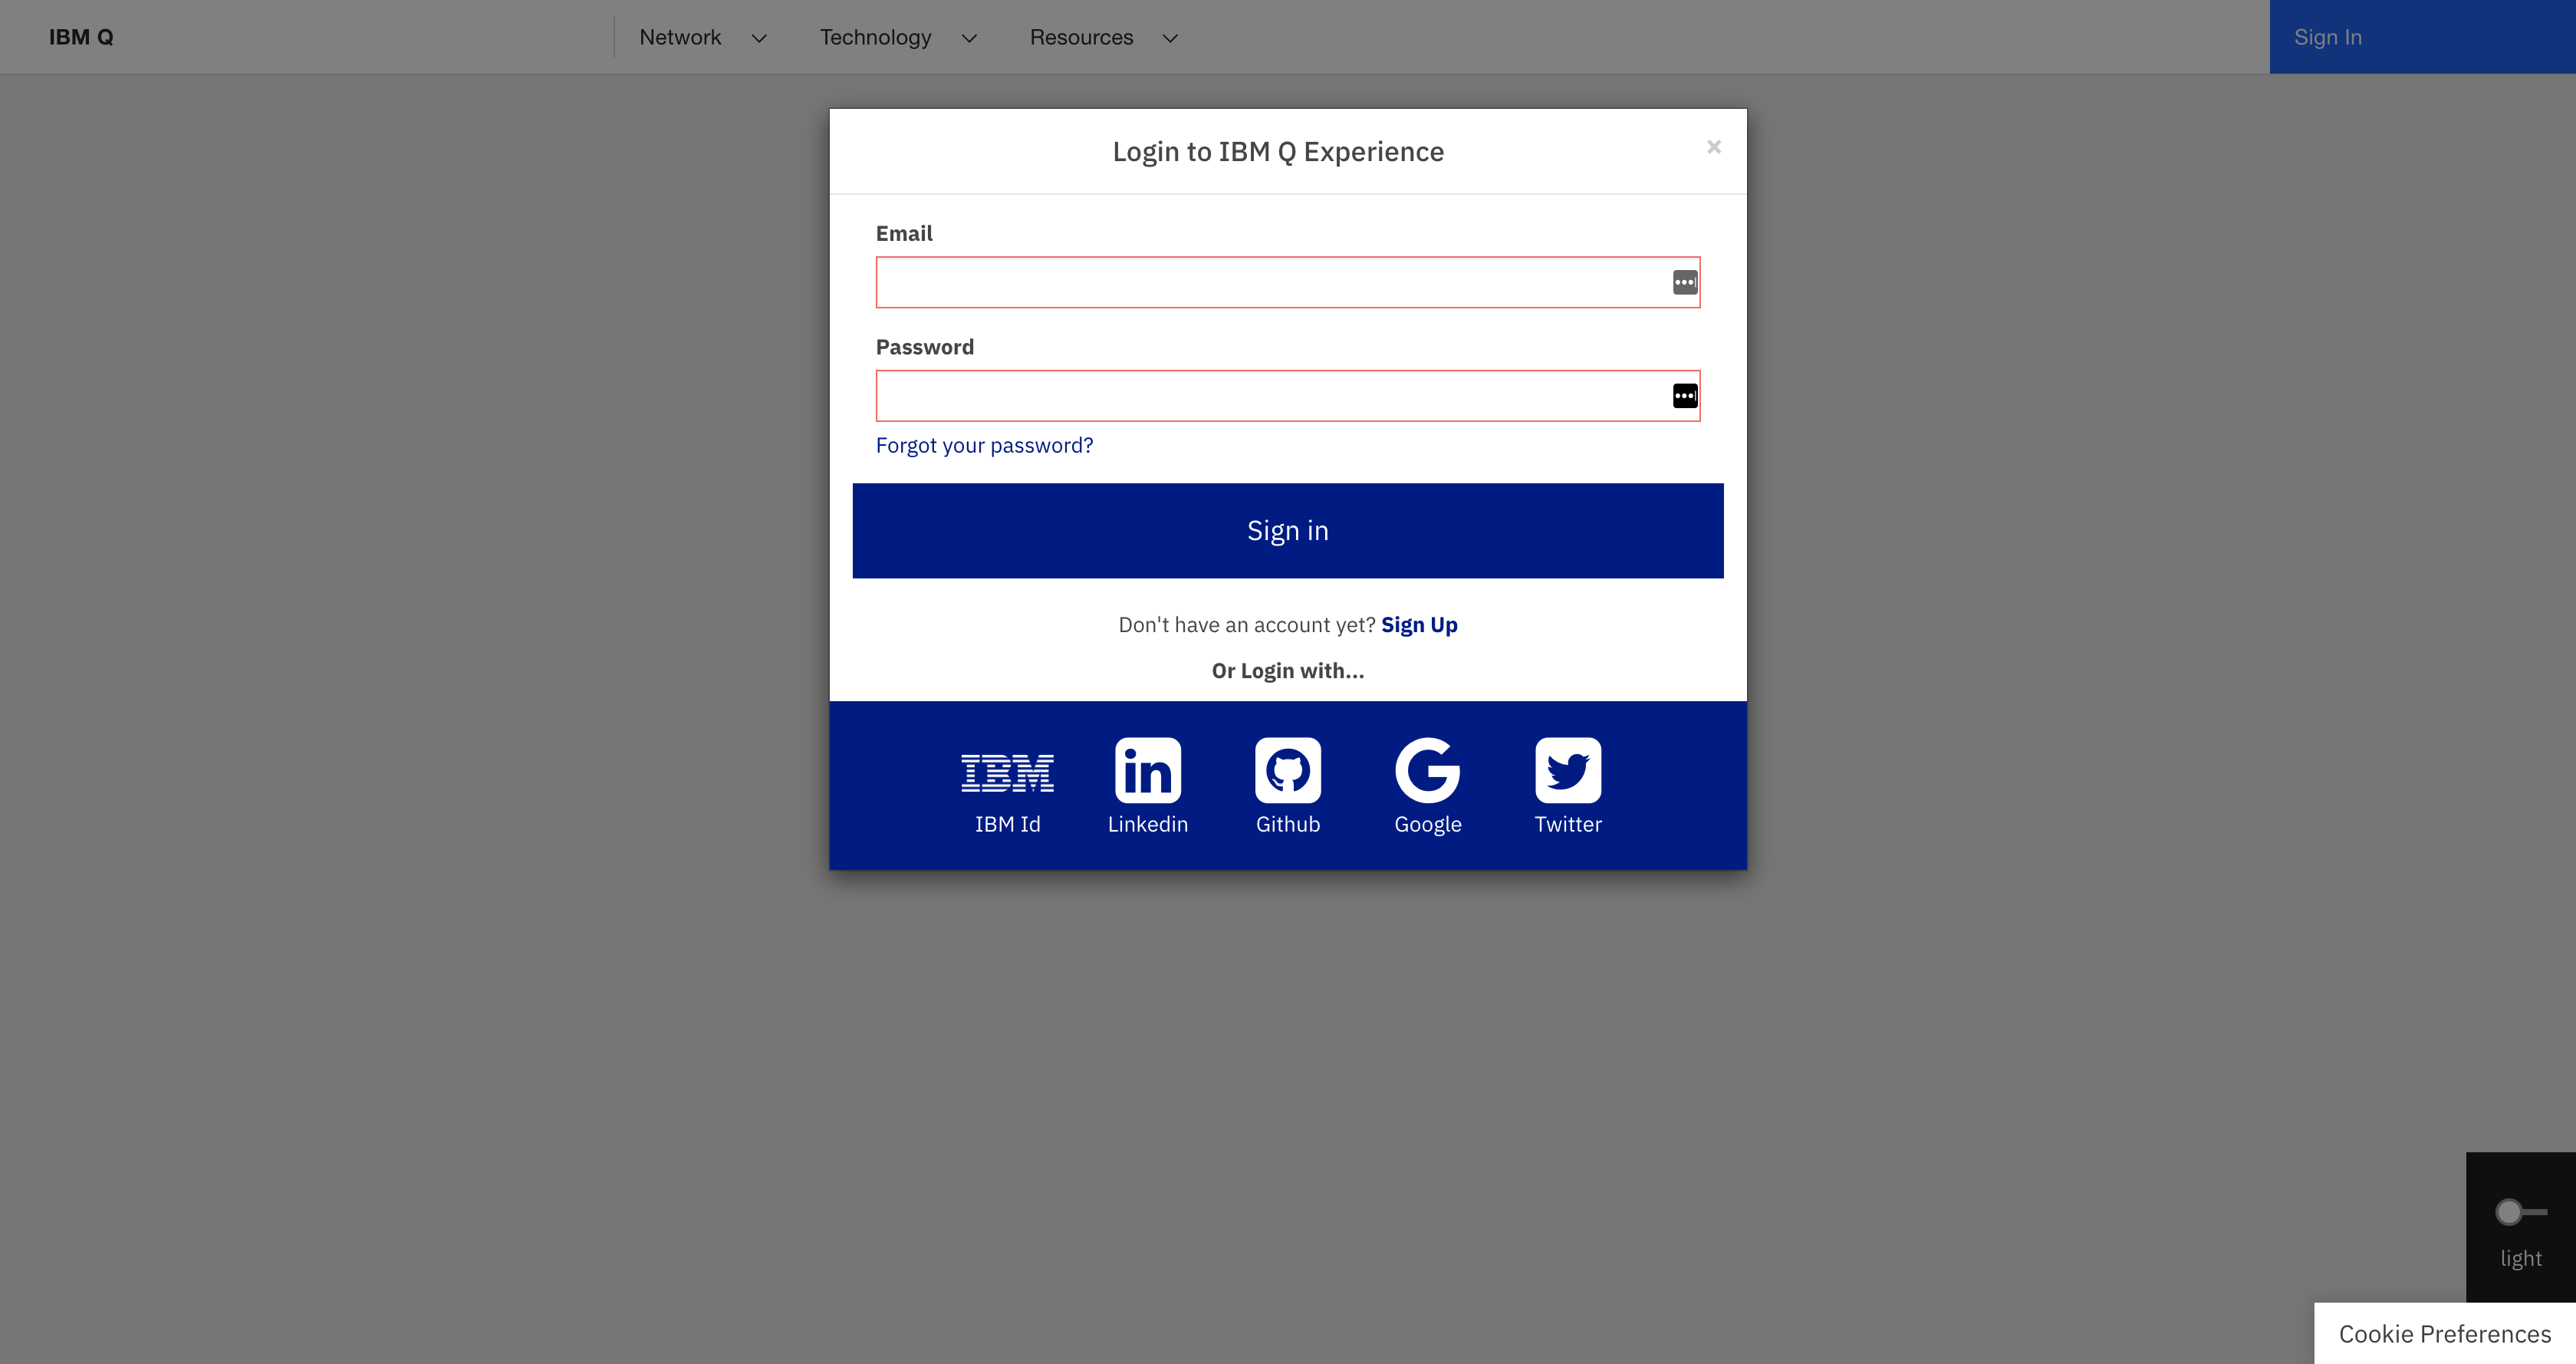 IBM Q
Network
Technology
Resources
Sign In
Login to IBM Q Experience
×
Email
Password
Forgot your password?
Sign in
Don't have an account yet? Sign Up
Or Login with...
IBM
in
G
IBM Id
Linkedin
Github
Google
Twitter
light
Cookie Preferences